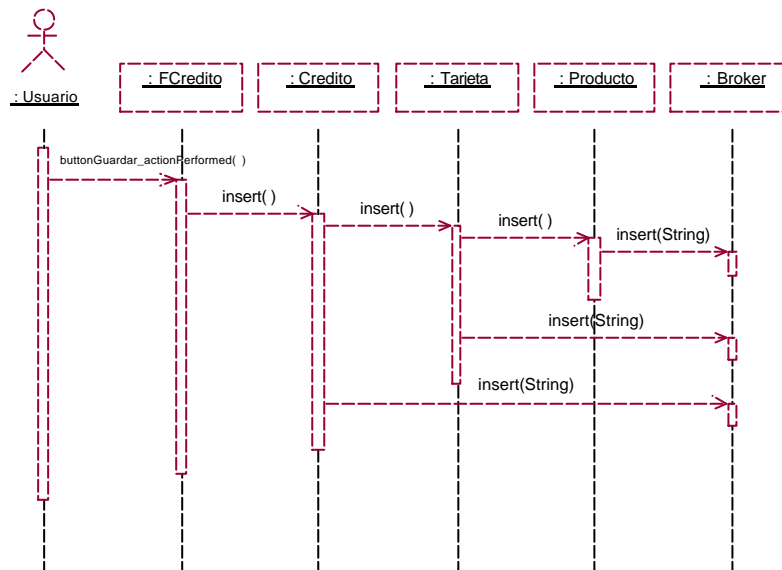 : Usuario
: FCredito
: Credito
: Tarjeta
: Producto
: Broker
buttonGuardar_actionPerformed( )
insert( )
insert( )
insert( )
insert(String)
insert(String)
insert(String)